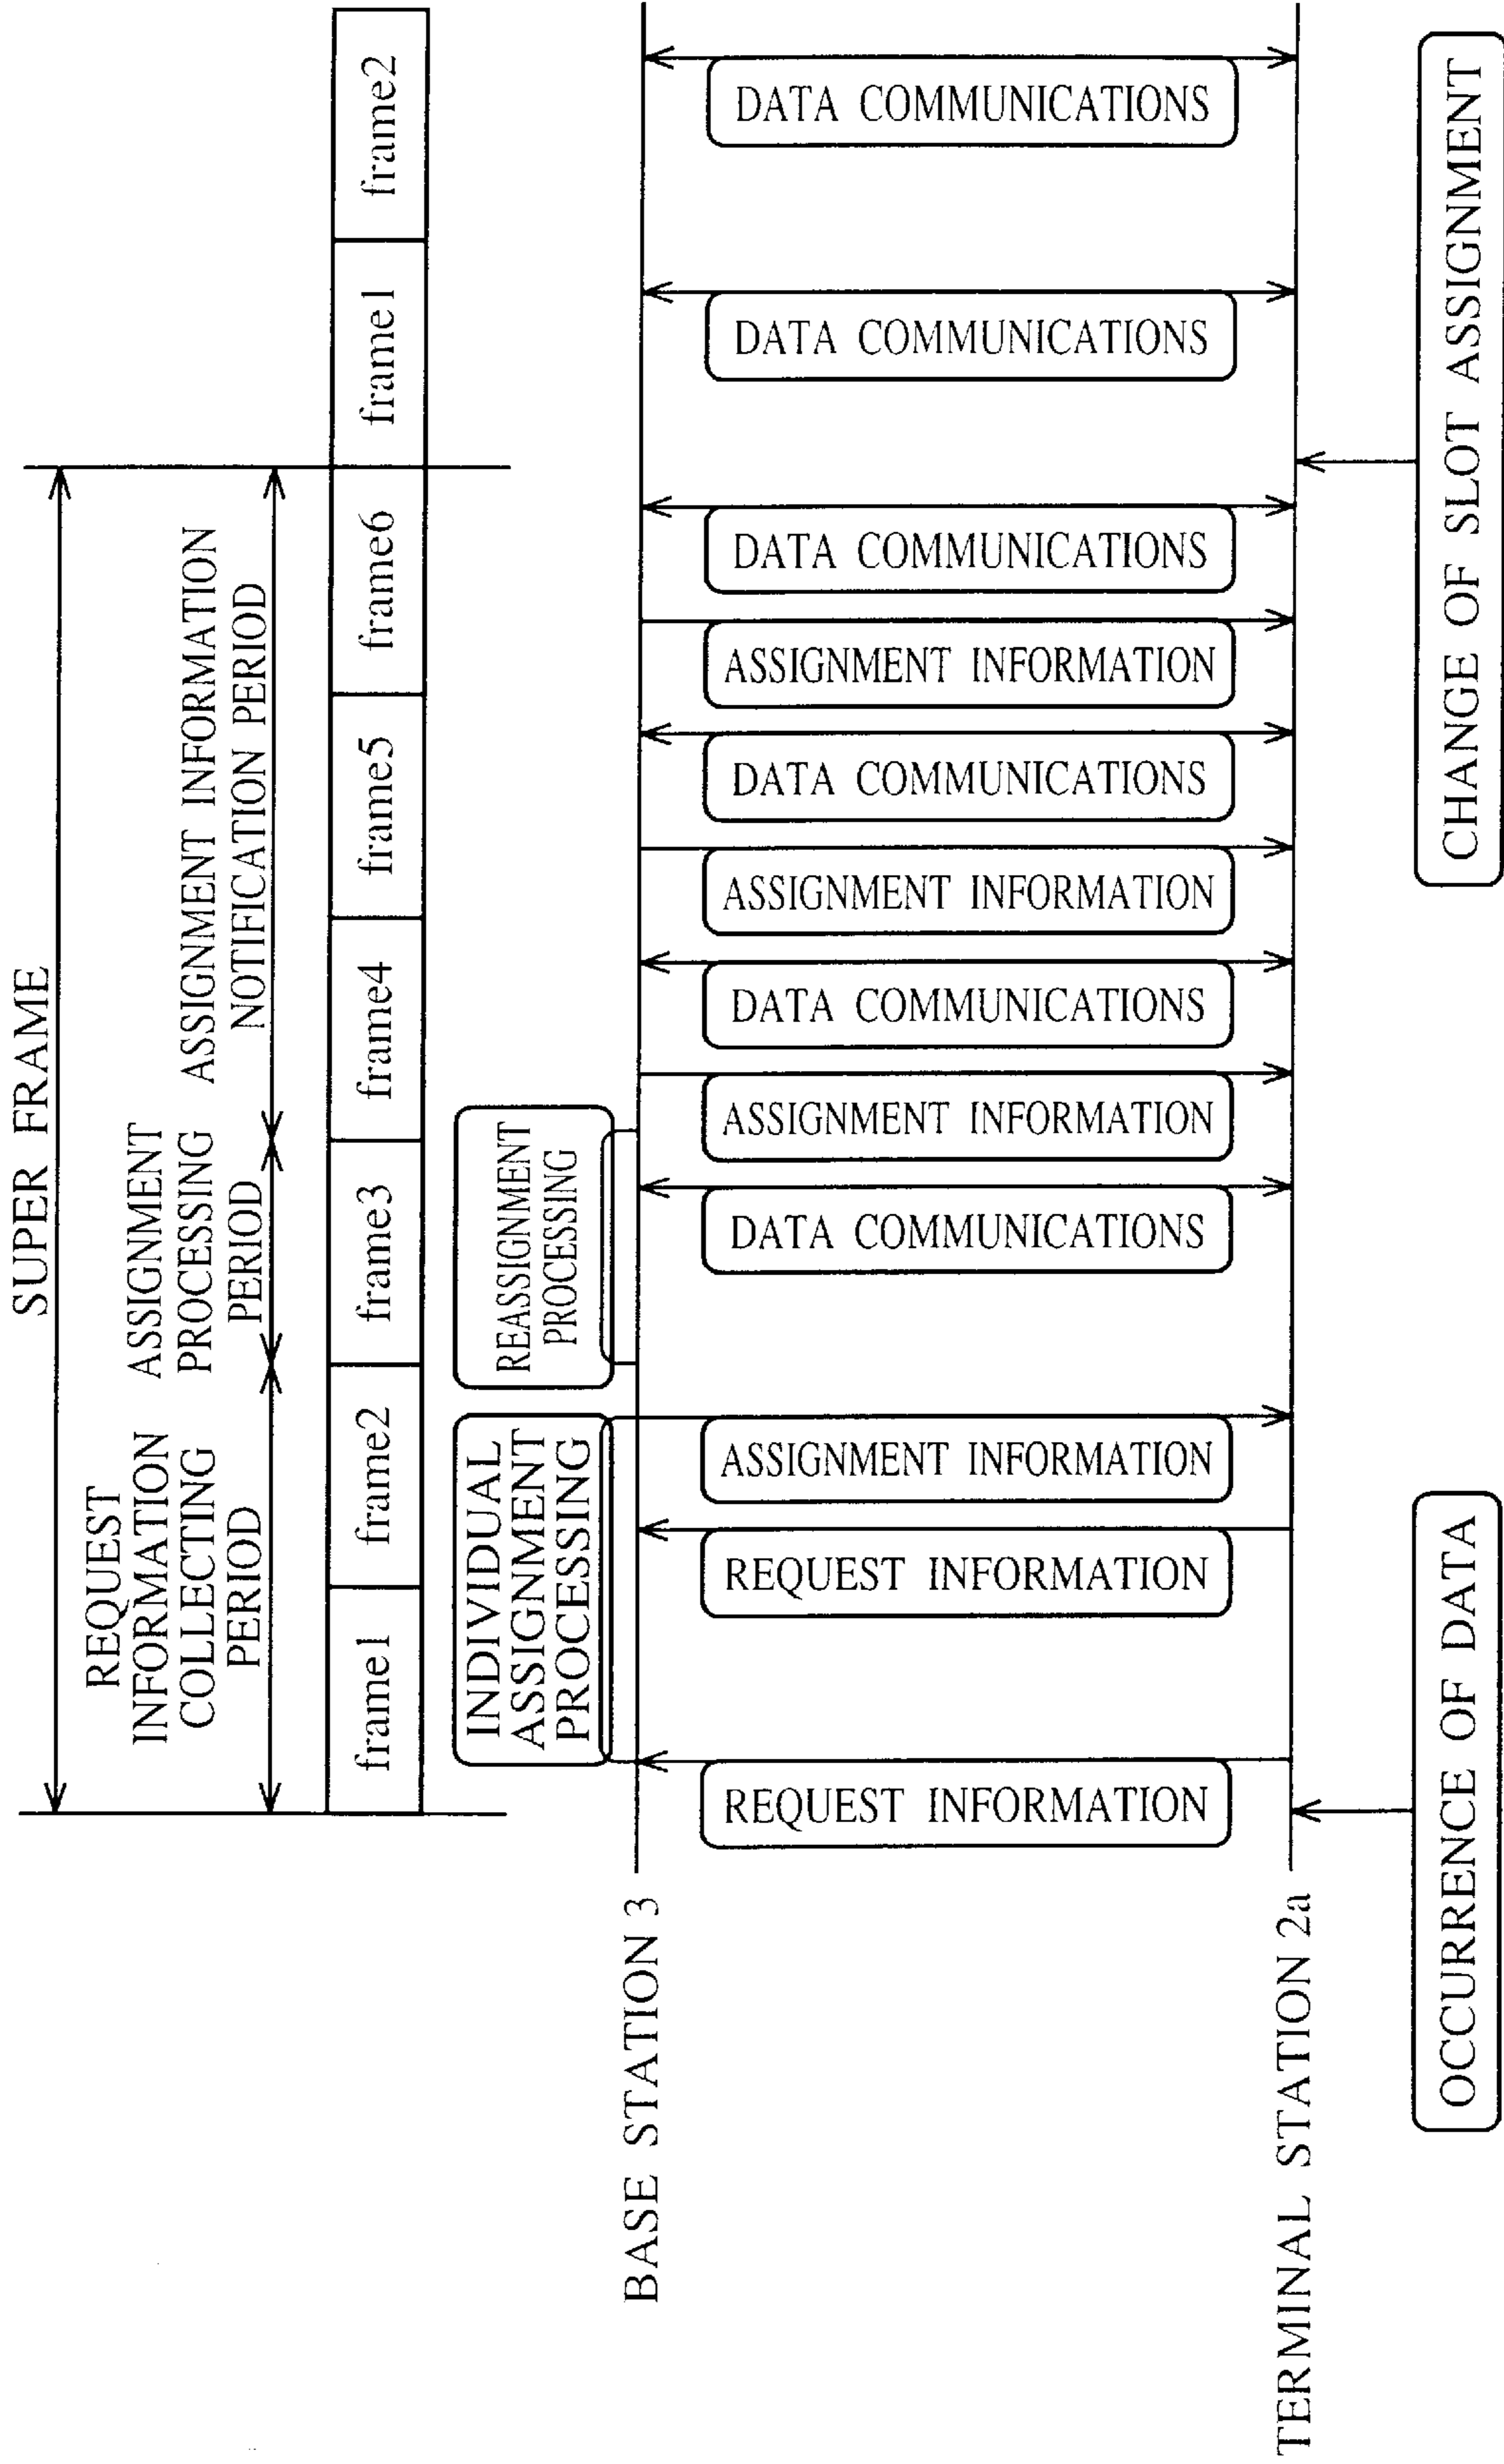 SUPER FRAME
REQUEST
INFORMATION
COLLECTING
PERIOD
ASSIGNMENT
PROCESSING
PERIOD
ASSIGNMENT INFORMATION
NOTIFICATION PERIOD
frame1
frame2
frame3
frame4
frame5
frame6
frame1
frame2
INDIVIDUAL
ASSIGNMENT
PROCESSING
REASSIGNMENT
PROCESSING
BASE STATION 3
REQUEST INFORMATION
REQUEST INFORMATION
ASSIGNMENT INFORMATION
DATA COMMUNICATIONS
ASSIGNMENT INFORMATION
DATA COMMUNICATIONS
ASSIGNMENT INFORMATION
DATA COMMUNICATIONS
ASSIGNMENT INFORMATION
DATA COMMUNICATIONS
DATA COMMUNICATIONS
DATA COMMUNICATIONS
TERMINAL STATION 2a
OCCURRENCE OF DATA
CHANGE OF SLOT ASSIGNMENT